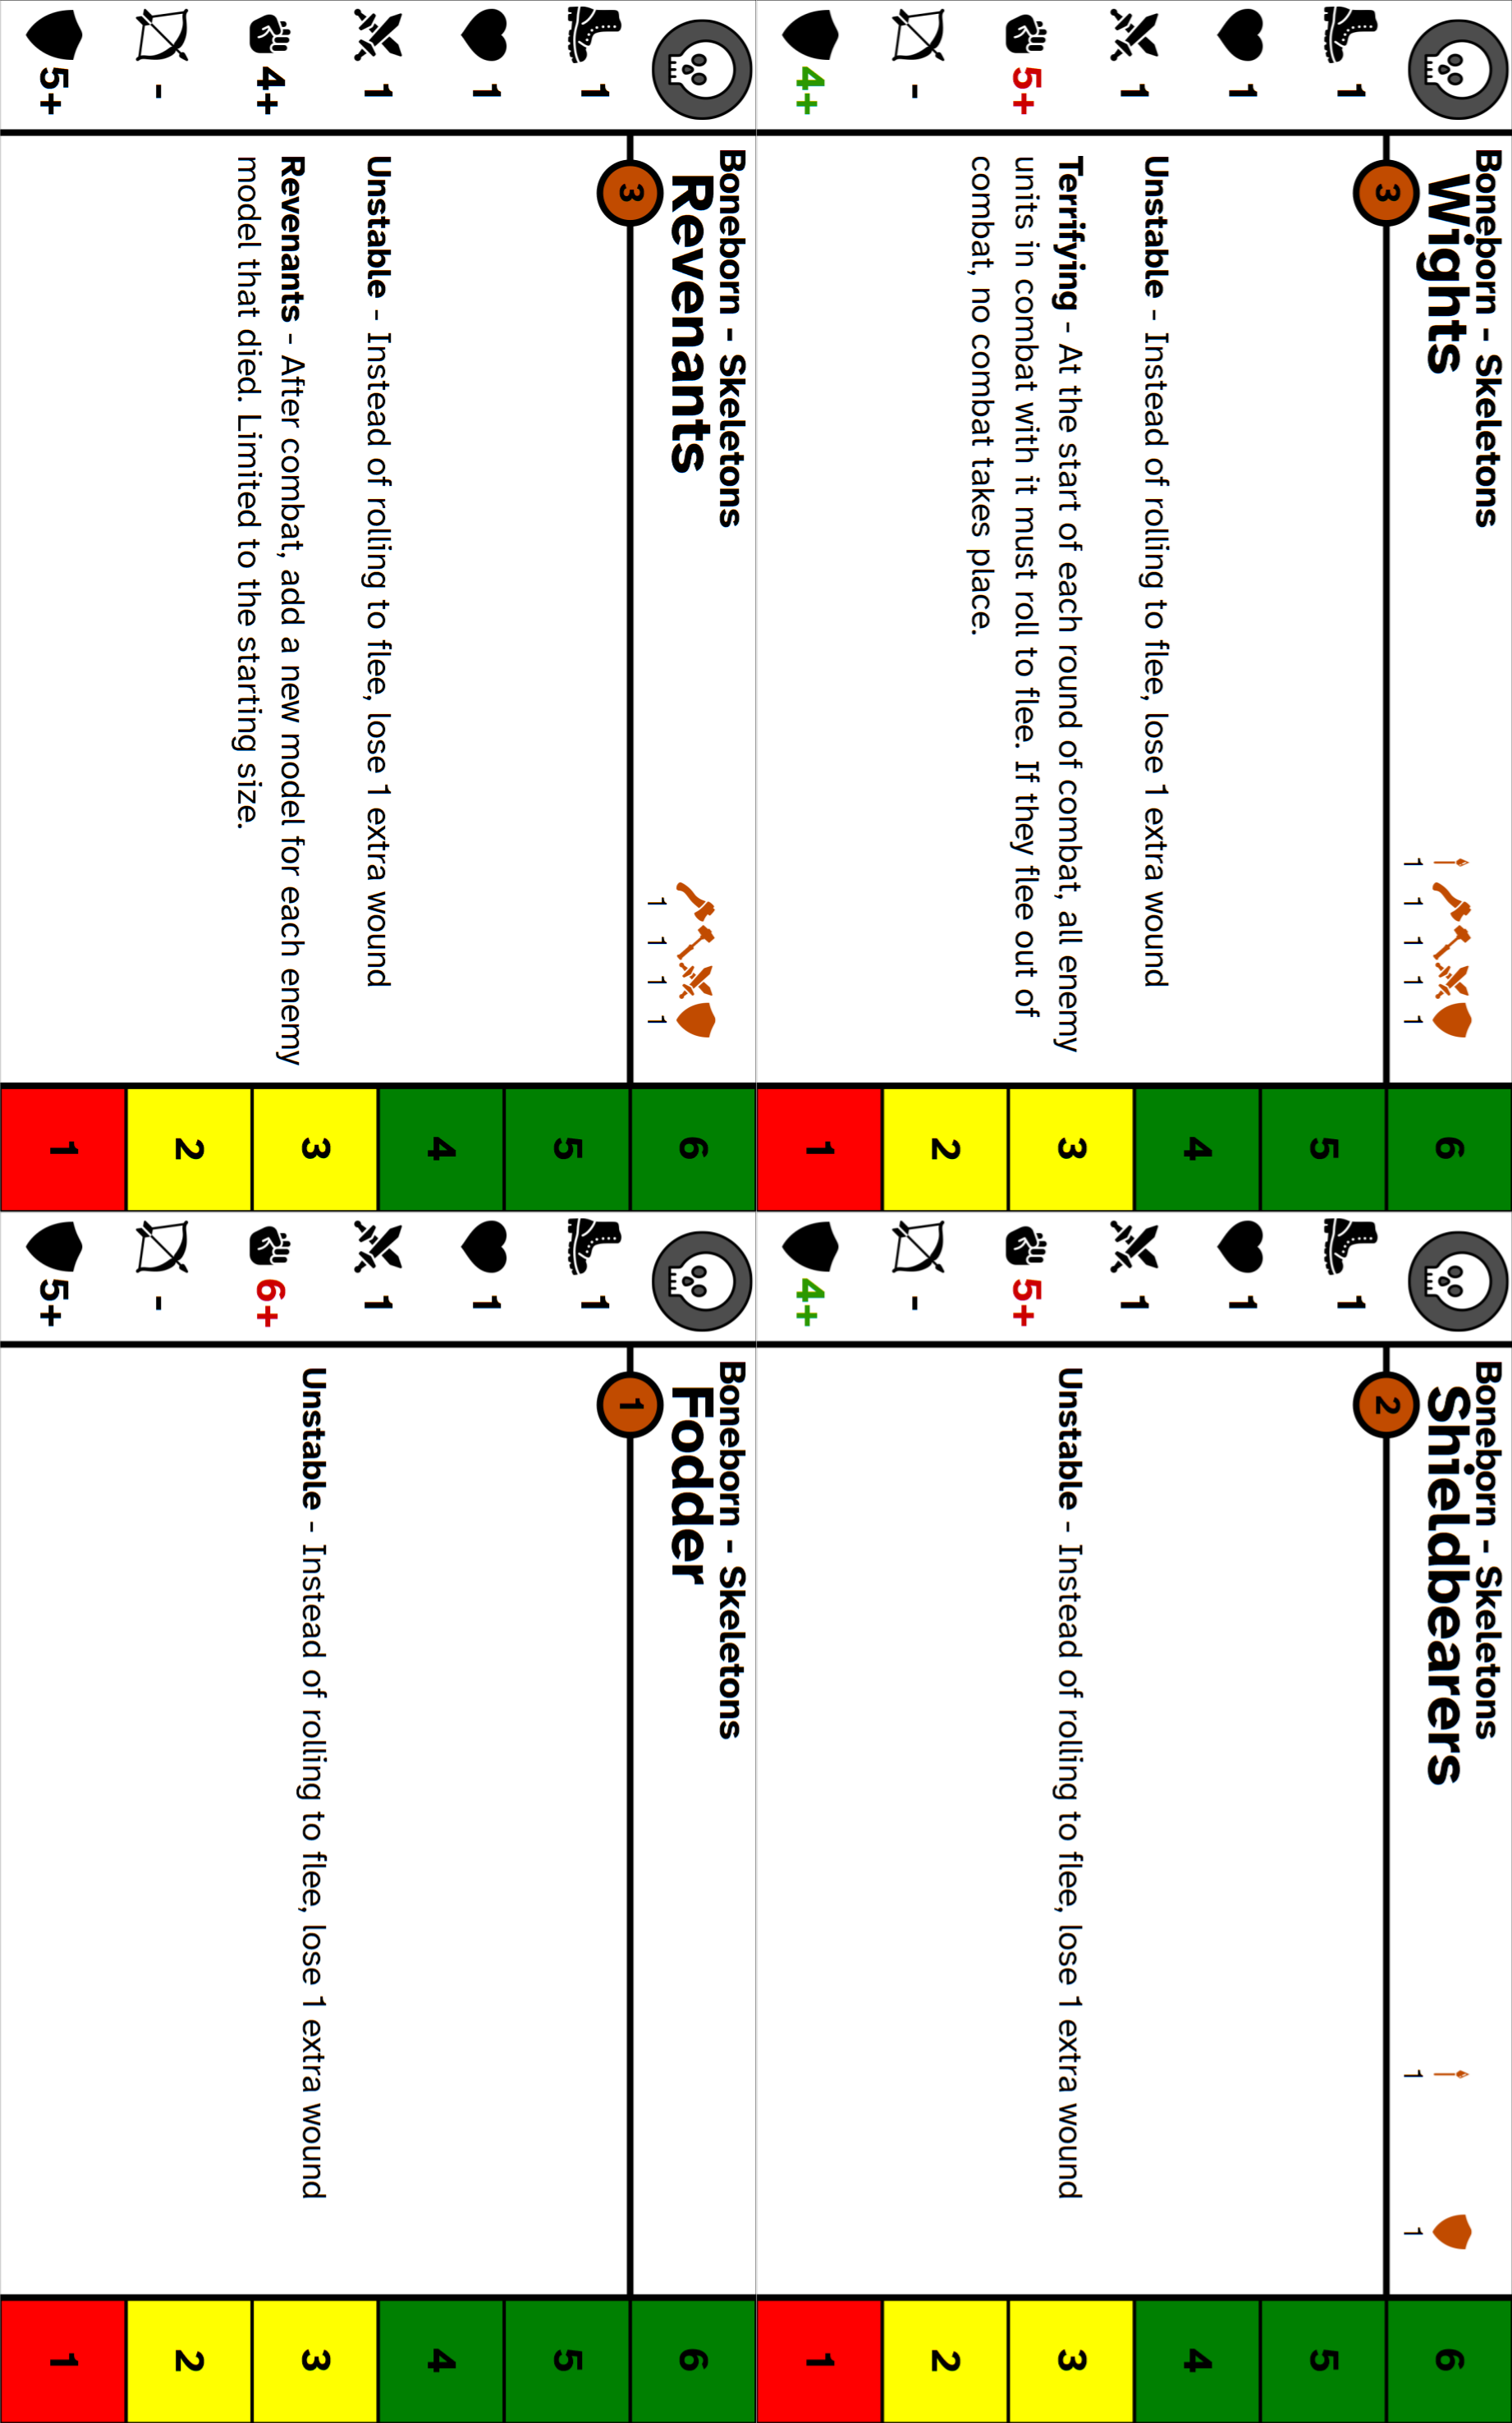 Boneborn - Skeletons
Wights
3
1 1 1 1 1
1
1
1
5+
-
4+
Unstable - Instead of rolling to flee, lose 1 extra wound
Terrifying - At the start of each round of combat, all enemy
units in combat with it must roll to flee. If they flee out of
combat, no combat takes place.
6
5
4
3
2
1
Boneborn - Skeletons
Shieldbearers
2
1 1
1
1
1
5+
-
4+
Unstable - Instead of rolling to flee, lose 1 extra wound
6
5
4
3
2
1
Boneborn - Skeletons
Revenants
3
1 1 1 1
1
1
1
4+
-
5+
Unstable - Instead of rolling to flee, lose 1 extra wound
Revenants - After combat, add a new model for each enemy
model that died. Limited to the starting size.
6
5
4
3
2
1
Boneborn - Skeletons
Fodder
1
1
1
1
6+
-
5+
Unstable - Instead of rolling to flee, lose 1 extra wound
6
5
4
3
2
1